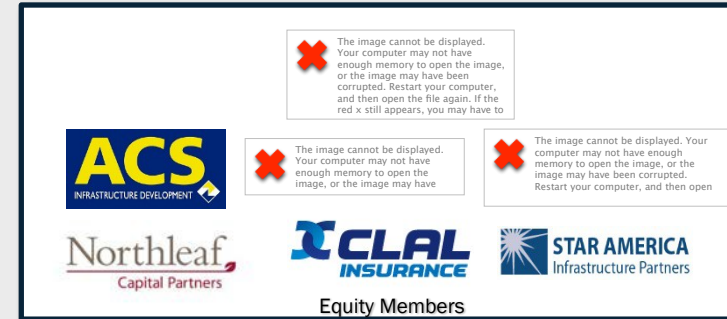 The image cannot be displayed.
Your computer may not have
enough memory to open the image,
or the image may have been
corrupted. Restart your computer,
and then open the file again. If the
red x still appears, you may have to
ACS
INFRASTRUCTURE DEVELOPMENT
The image cannot be displayed.
Your computer may not have
enough memory to open the
image, or the image may have
The image cannot be displayed. Your
computer may not have enough
memory to open the image, or the
image may have been corrupted.
Restart your computer, and then open
Northleaf
Capital Partners
CLAL
INSURANCE
STAR AMERICA
Infrastructure Partners
Equity Members